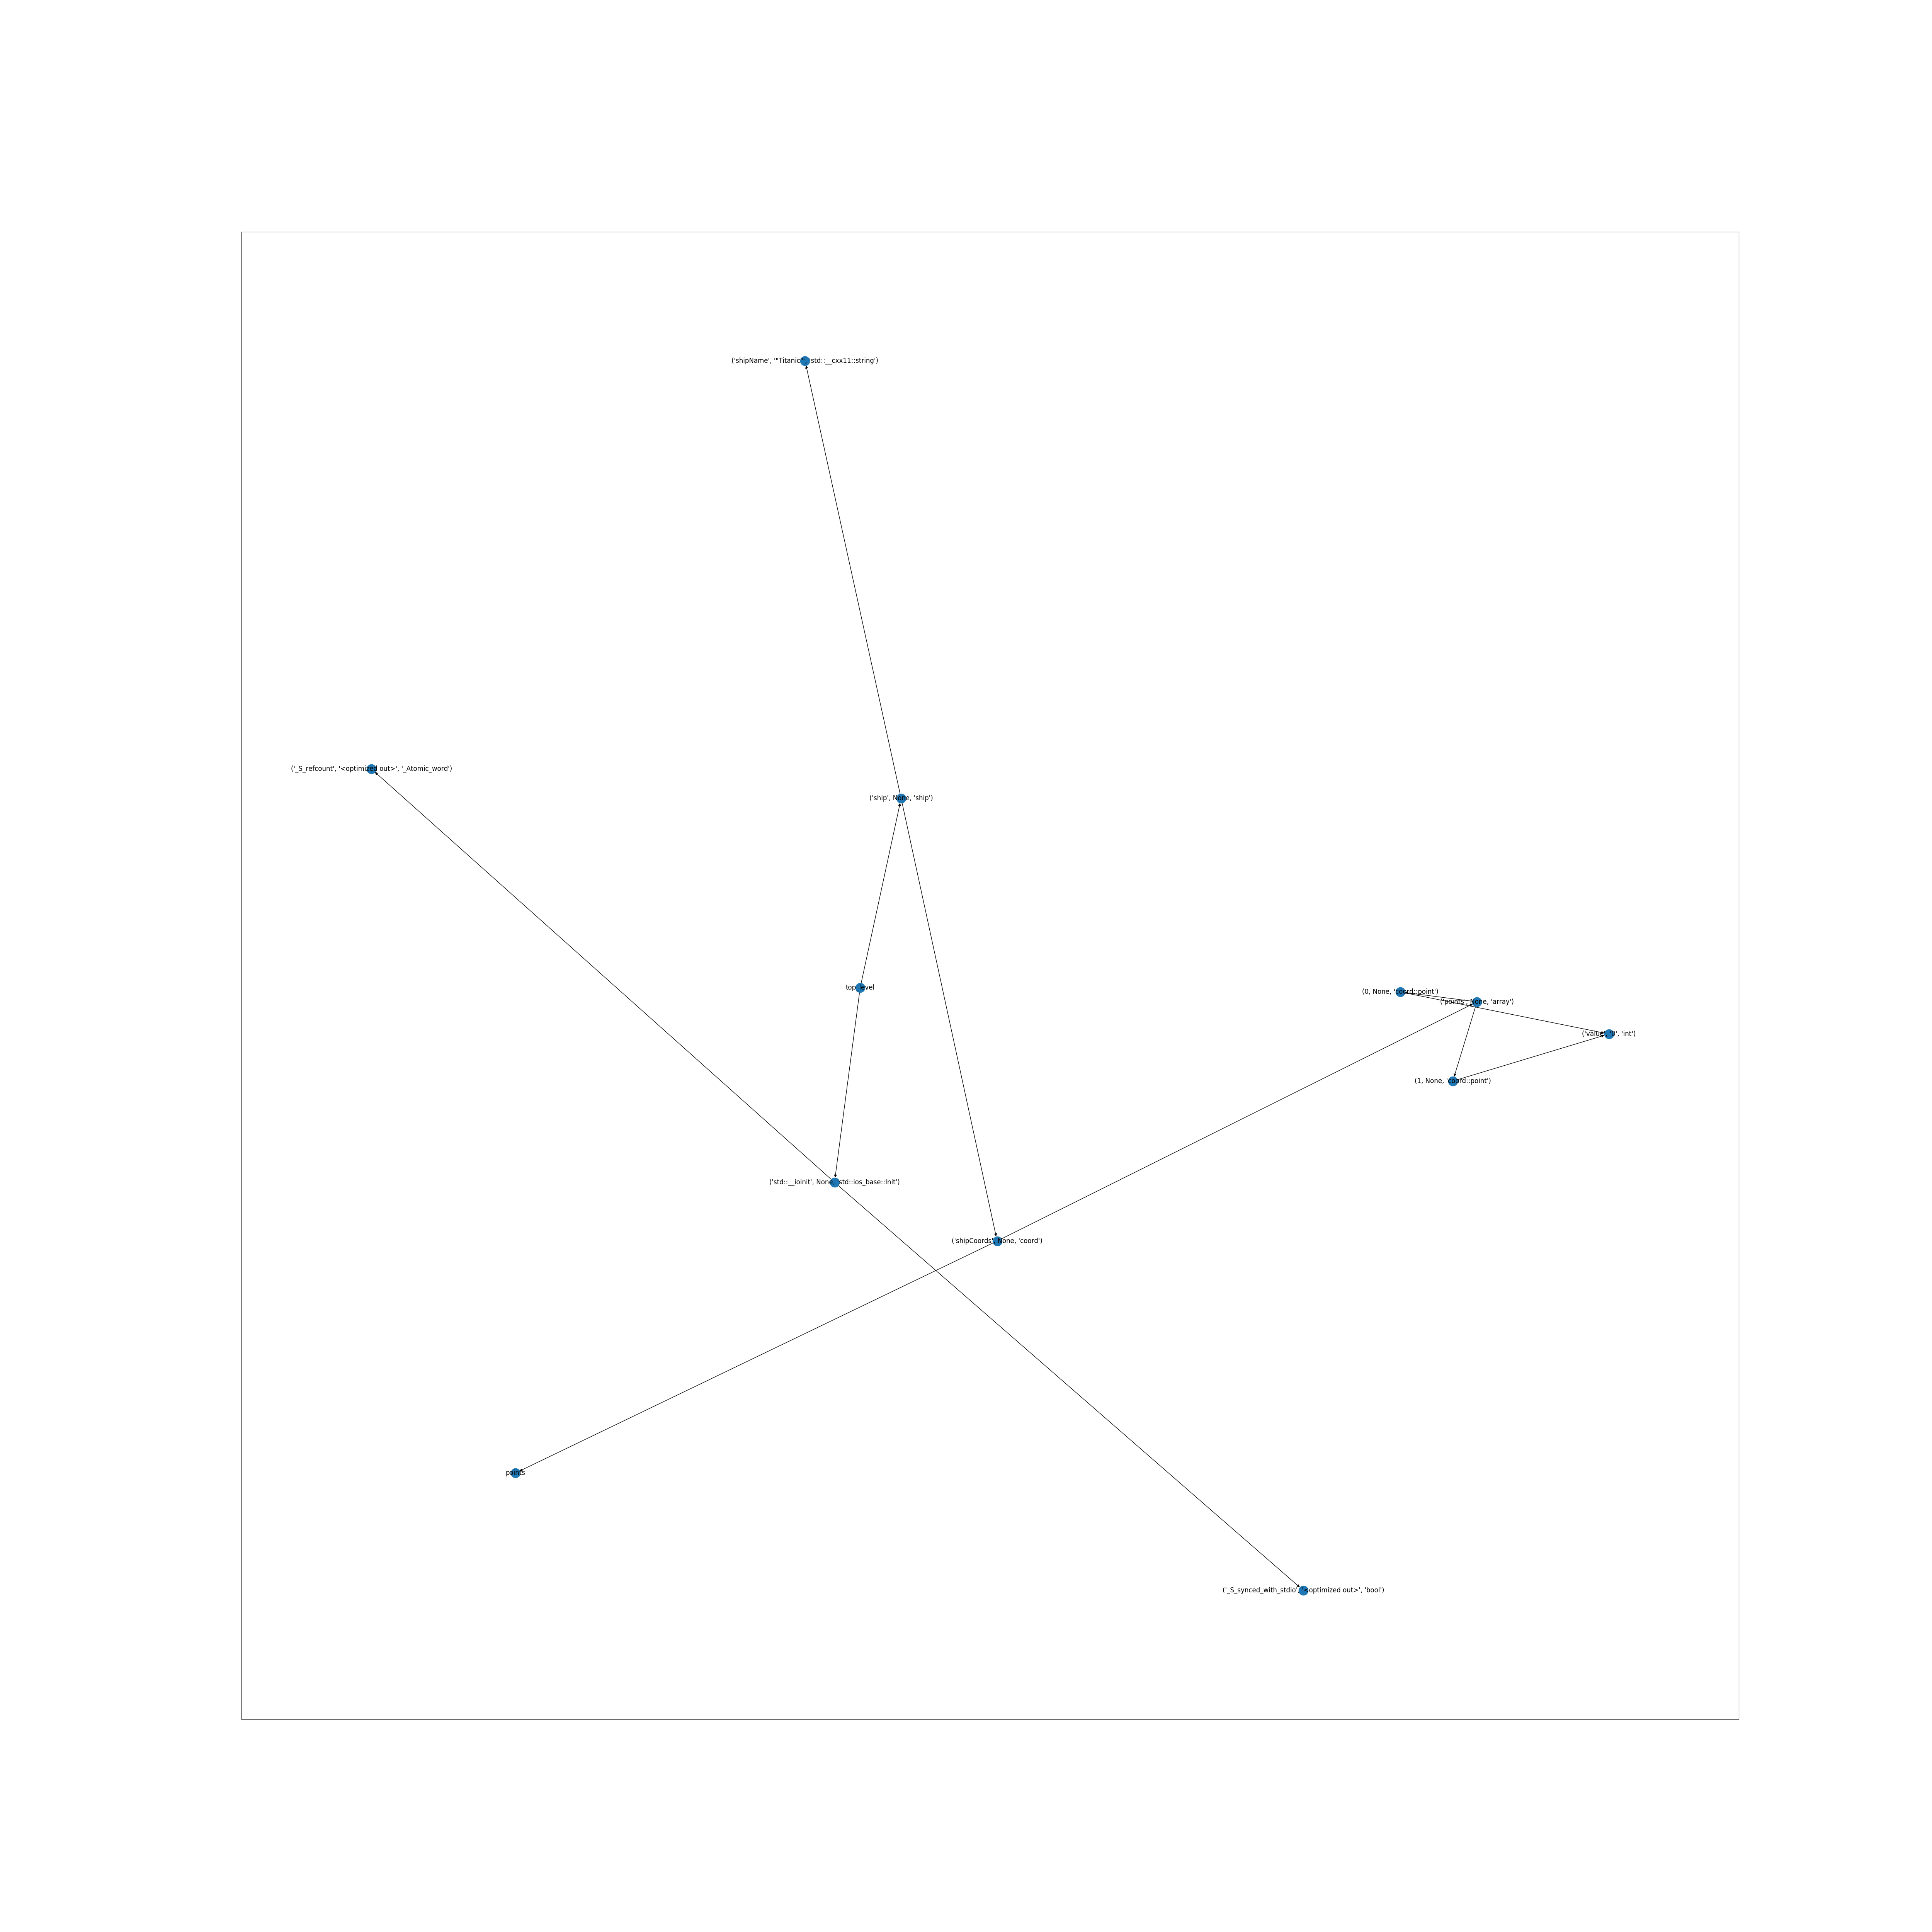 ('shipName', '"Titanic"', 'std::__cxx11::string')
('_S_refcount', '<optimized out>', '_Atomic_word')
('ship', None, 'ship')
top_level
(0, None, 'coord::point')
('points', None, 'array')
('value', '0', 'int')
(1, None, 'coord::point')
('std::__ioinit', None, 'std::ios_base::Init')
('shipCoords', None, 'coord')
points
('_S_synced_with_stdio', '<optimized out>', 'bool')